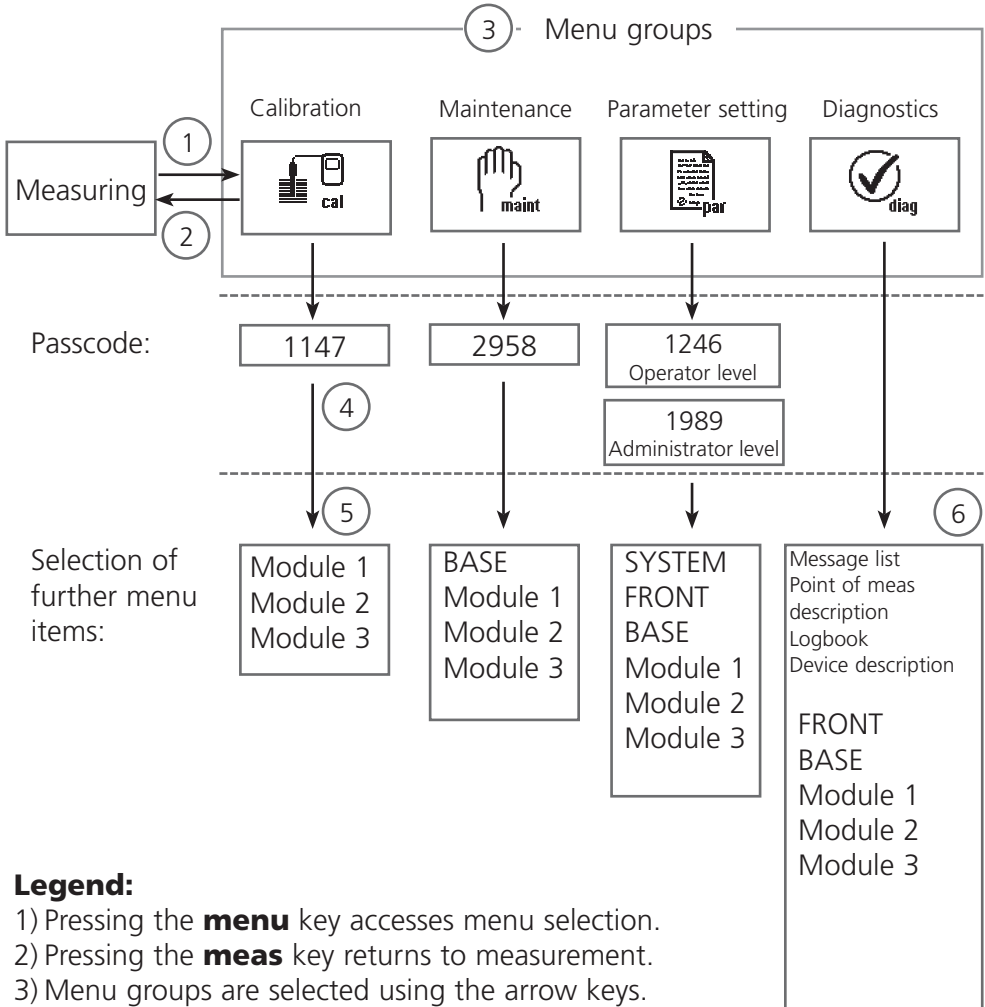 3 Menu groups
Calibration Maintenance Parameter setting Diagnostics
1
Measuring
cal maint par diag
2
Passcode: 1147 2958 1246
Operator level
4
1989
Administrator level
5 6
Selection of
further menu
items:
Module 1
Module 2
Module 3
BASE
Module 1
Module 2
Module 3
SYSTEM
FRONT
BASE
Module 1
Module 2
Module 3
Message list
Point of meas
description
Logbook
Device description
FRONT
BASE
Module 1
Module 2
Module 3
Legend:
1) Pressing the menu key accesses menu selection.
2) Pressing the meas key returns to measurement.
3) Menu groups are selected using the arrow keys.